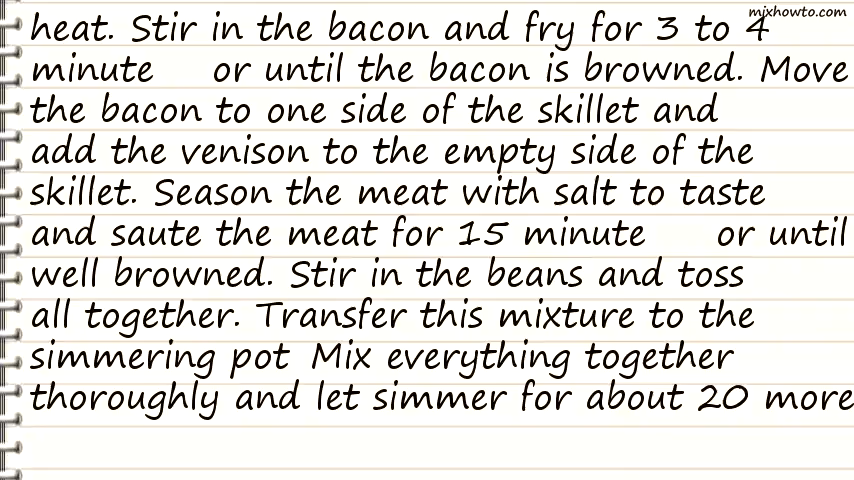 mjxhowto.com
heat. Stir in the bacon and fry for 3 to 4
minute or until the bacon is browned. Move
the bacon to one side of the skillet and
add the venison to the empty side of the
skillet. Season the meat with salt to taste
and saute the meat for 15 minute or until
well browned. Stir in the beans and toss
all together. Transfer this mixture to the
simmering pot Mix everything together
thoroughly and let simmer for about 20 more